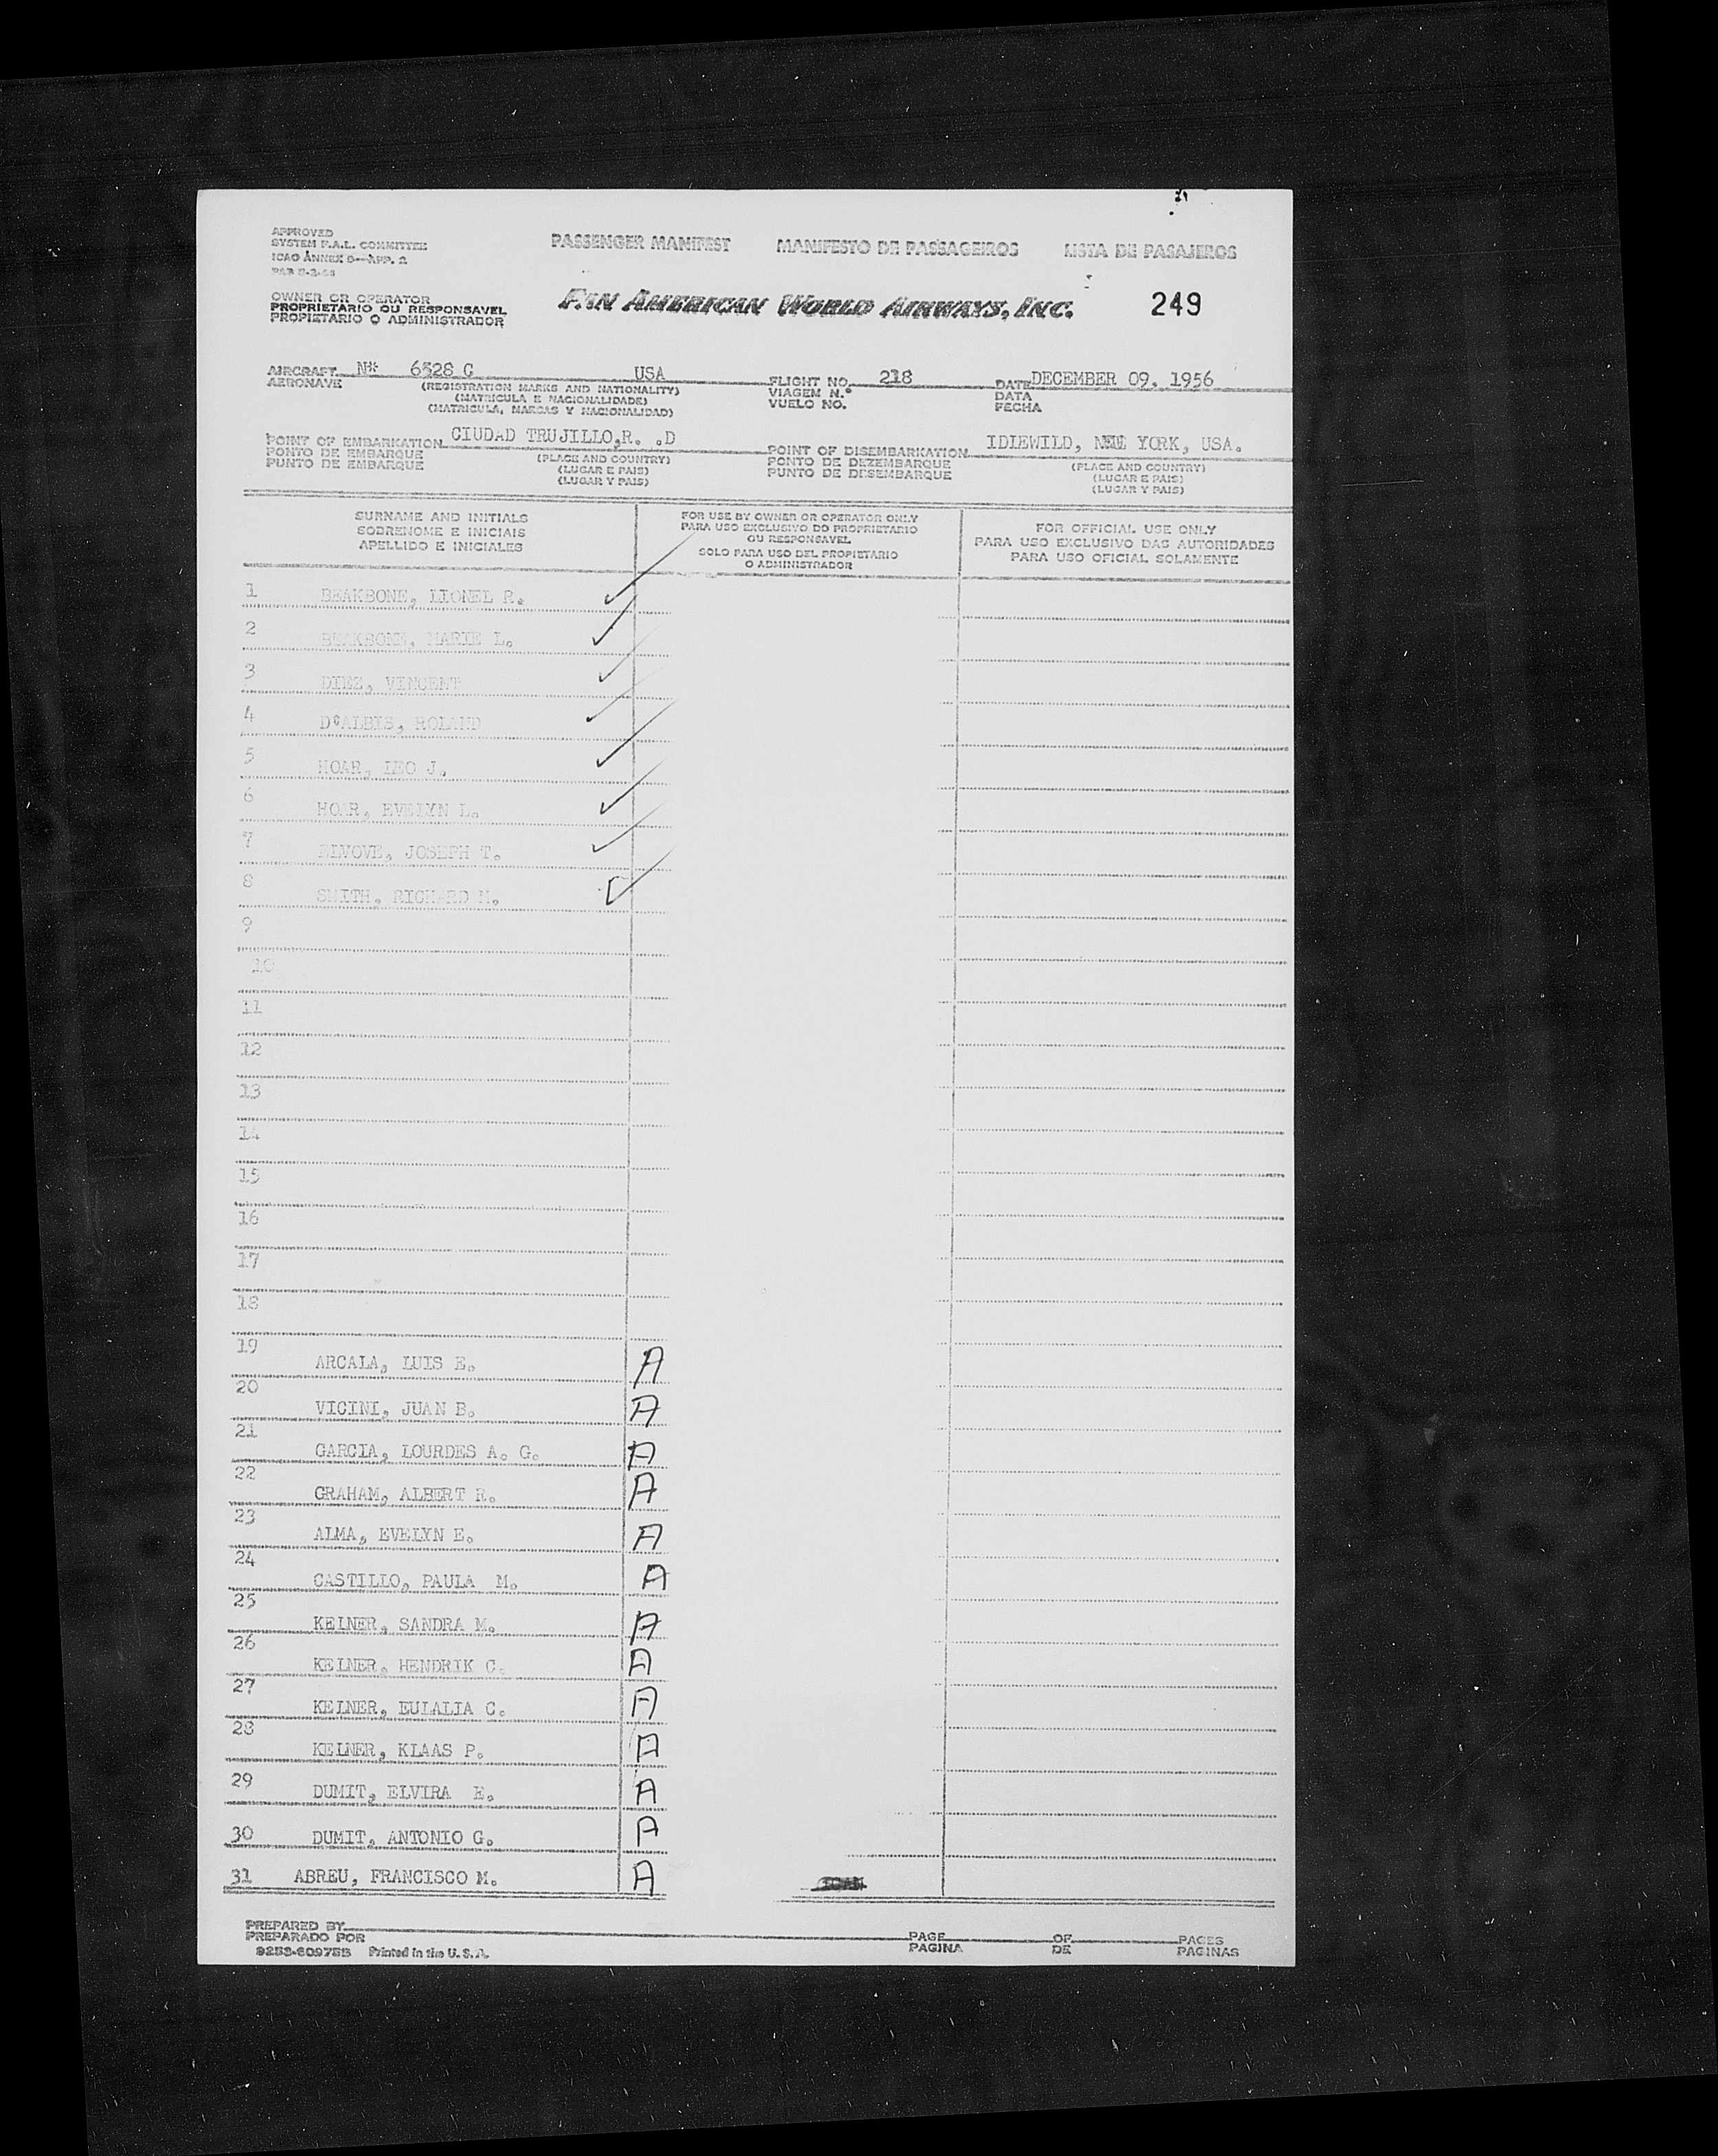 APPROVED
SYSTEM F.A.L. COMMITTEE
ICAO ANNEX 9—APP. 2
PASSENGER MANIFEST MANIFESTO DE PASSAGEIROS LISTA DE PASAJEROS
OWNER OR OPERATOR
PROPRIETARIO OU RESPONSAVEL
PROPIETARIO O ADMINISTRADOR
PAN AMERICAN WORLD AIRWAYS, INC. 249
AIRCRAFT N* 6528 C USA FLIGHT NO. 218 DATE DECEMBER 09, 1956
AERONAVE (REGISTRATION MARKS AND NATIONALITY) VIAGEM N.º DATA
(MATRICULA E NACIONALIDADE) VUELO NO. FECHA
(MATRICULA, MARCAS Y NACIONALIDAD)
POINT OF EMBARKATION CIUDAD TRUJILLO,R. .D POINT OF DISEMBARKATION IDIEWILD, NEW YORK, USA.
PONTO DE EMBARQUE (PLACE AND COUNTRY) PONTO DE DEZEMBARQUE (PLACE AND COUNTRY)
PUNTO DE EMBARQUE (LUGAR E PAIS) PUNTO DE DESEMBARQUE (LUGAR E PAIS)
(LUGAR Y PAIS) (LUGAR Y PAIS)
SURNAME AND INITIALS
SOBRENOME E INICIAIS
APELLIDO E INICIALES
FOR USE BY OWNER OR OPERATOR ONLY
PARA USO EXCLUSIVO DO PROPRIETARIO
OU RESPONSAVEL
SOLO PARA USO DEL PROPIETARIO
O ADMINISTRADOR
FOR OFFICIAL USE ONLY
PARA USO EXCLUSIVO DAS AUTORIDADES
PARA USO OFICIAL SOLAMENTE
1 BEAKBONE, LIONEL R. ✓
2 BEAKBONE, MARIE L. ✓
3 DIEZ, VINCENT ✓
4 D'ALBIS, ROLAND ✓
5 HOAR, LEO J. ✓
6 HOAR, EVELYN L. ✓
7 ELVOVE, JOSEPH T. ✓
8 SMITH, RICHARD M. ✓
9
10
11
12
13
14
15
16
17
18
19 ARCALA, LUIS E. A
20 VICINI, JUAN B. A
21 GARCIA, LOURDES A. G. A
22 GRAHAM, ALBERT R. A
23 ALMA, EVELYN E. A
24 CASTILLO, PAULA M. A
25 KELNER, SANDRA M. A
26 KELNER, HENDRIK C. A
27 KELNER, EULALIA C. A
28 KELNER, KLAAS P. A
29 DUMIT, ELVIRA E. A
30 DUMIT, ANTONIO G. A
31 ABREU, FRANCISCO M. A
PREPARED BY PAGE OF PAGES
PREPARADO POR PAGINA DE PAGINAS
Printed in the U.S.A.